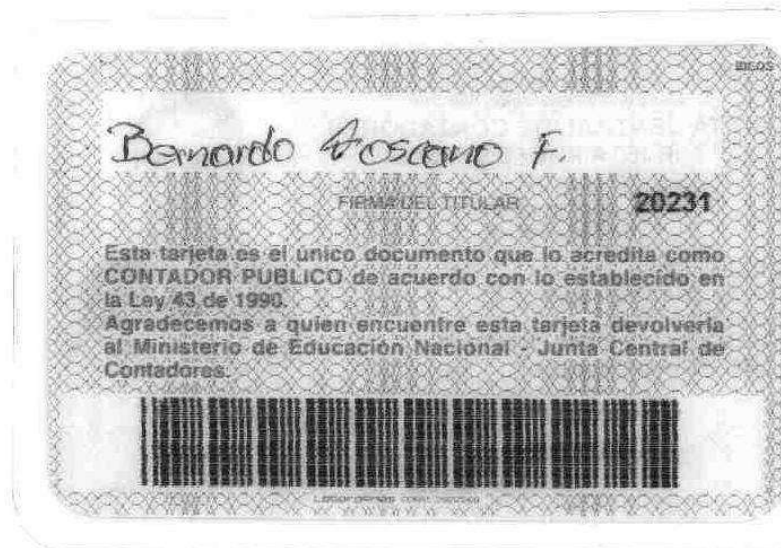 Bernardo Toscano F.
FIRMA DEL TITULAR
20231
Esta tarjeta es el único documento que lo acredita como
CONTADOR PUBLICO de acuerdo con lo establecido en
la Ley 43 de 1990.
Agradecemos a quien encuentre esta tarjeta devolverla
al Ministerio de Educación Nacional - Junta Central de
Contadores.